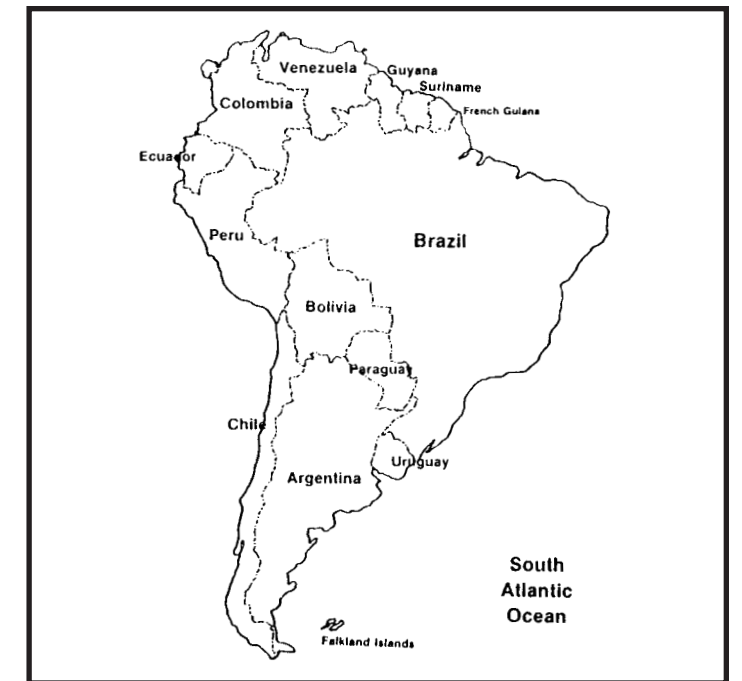 Venezuela
Guyana
Suriname
Colombia
French Guiana
Ecuador
Peru
Brazil
Bolivia
Paraguay
Chile
Uruguay
Argentina
South
Atlantic
Ocean
Falkland Islands